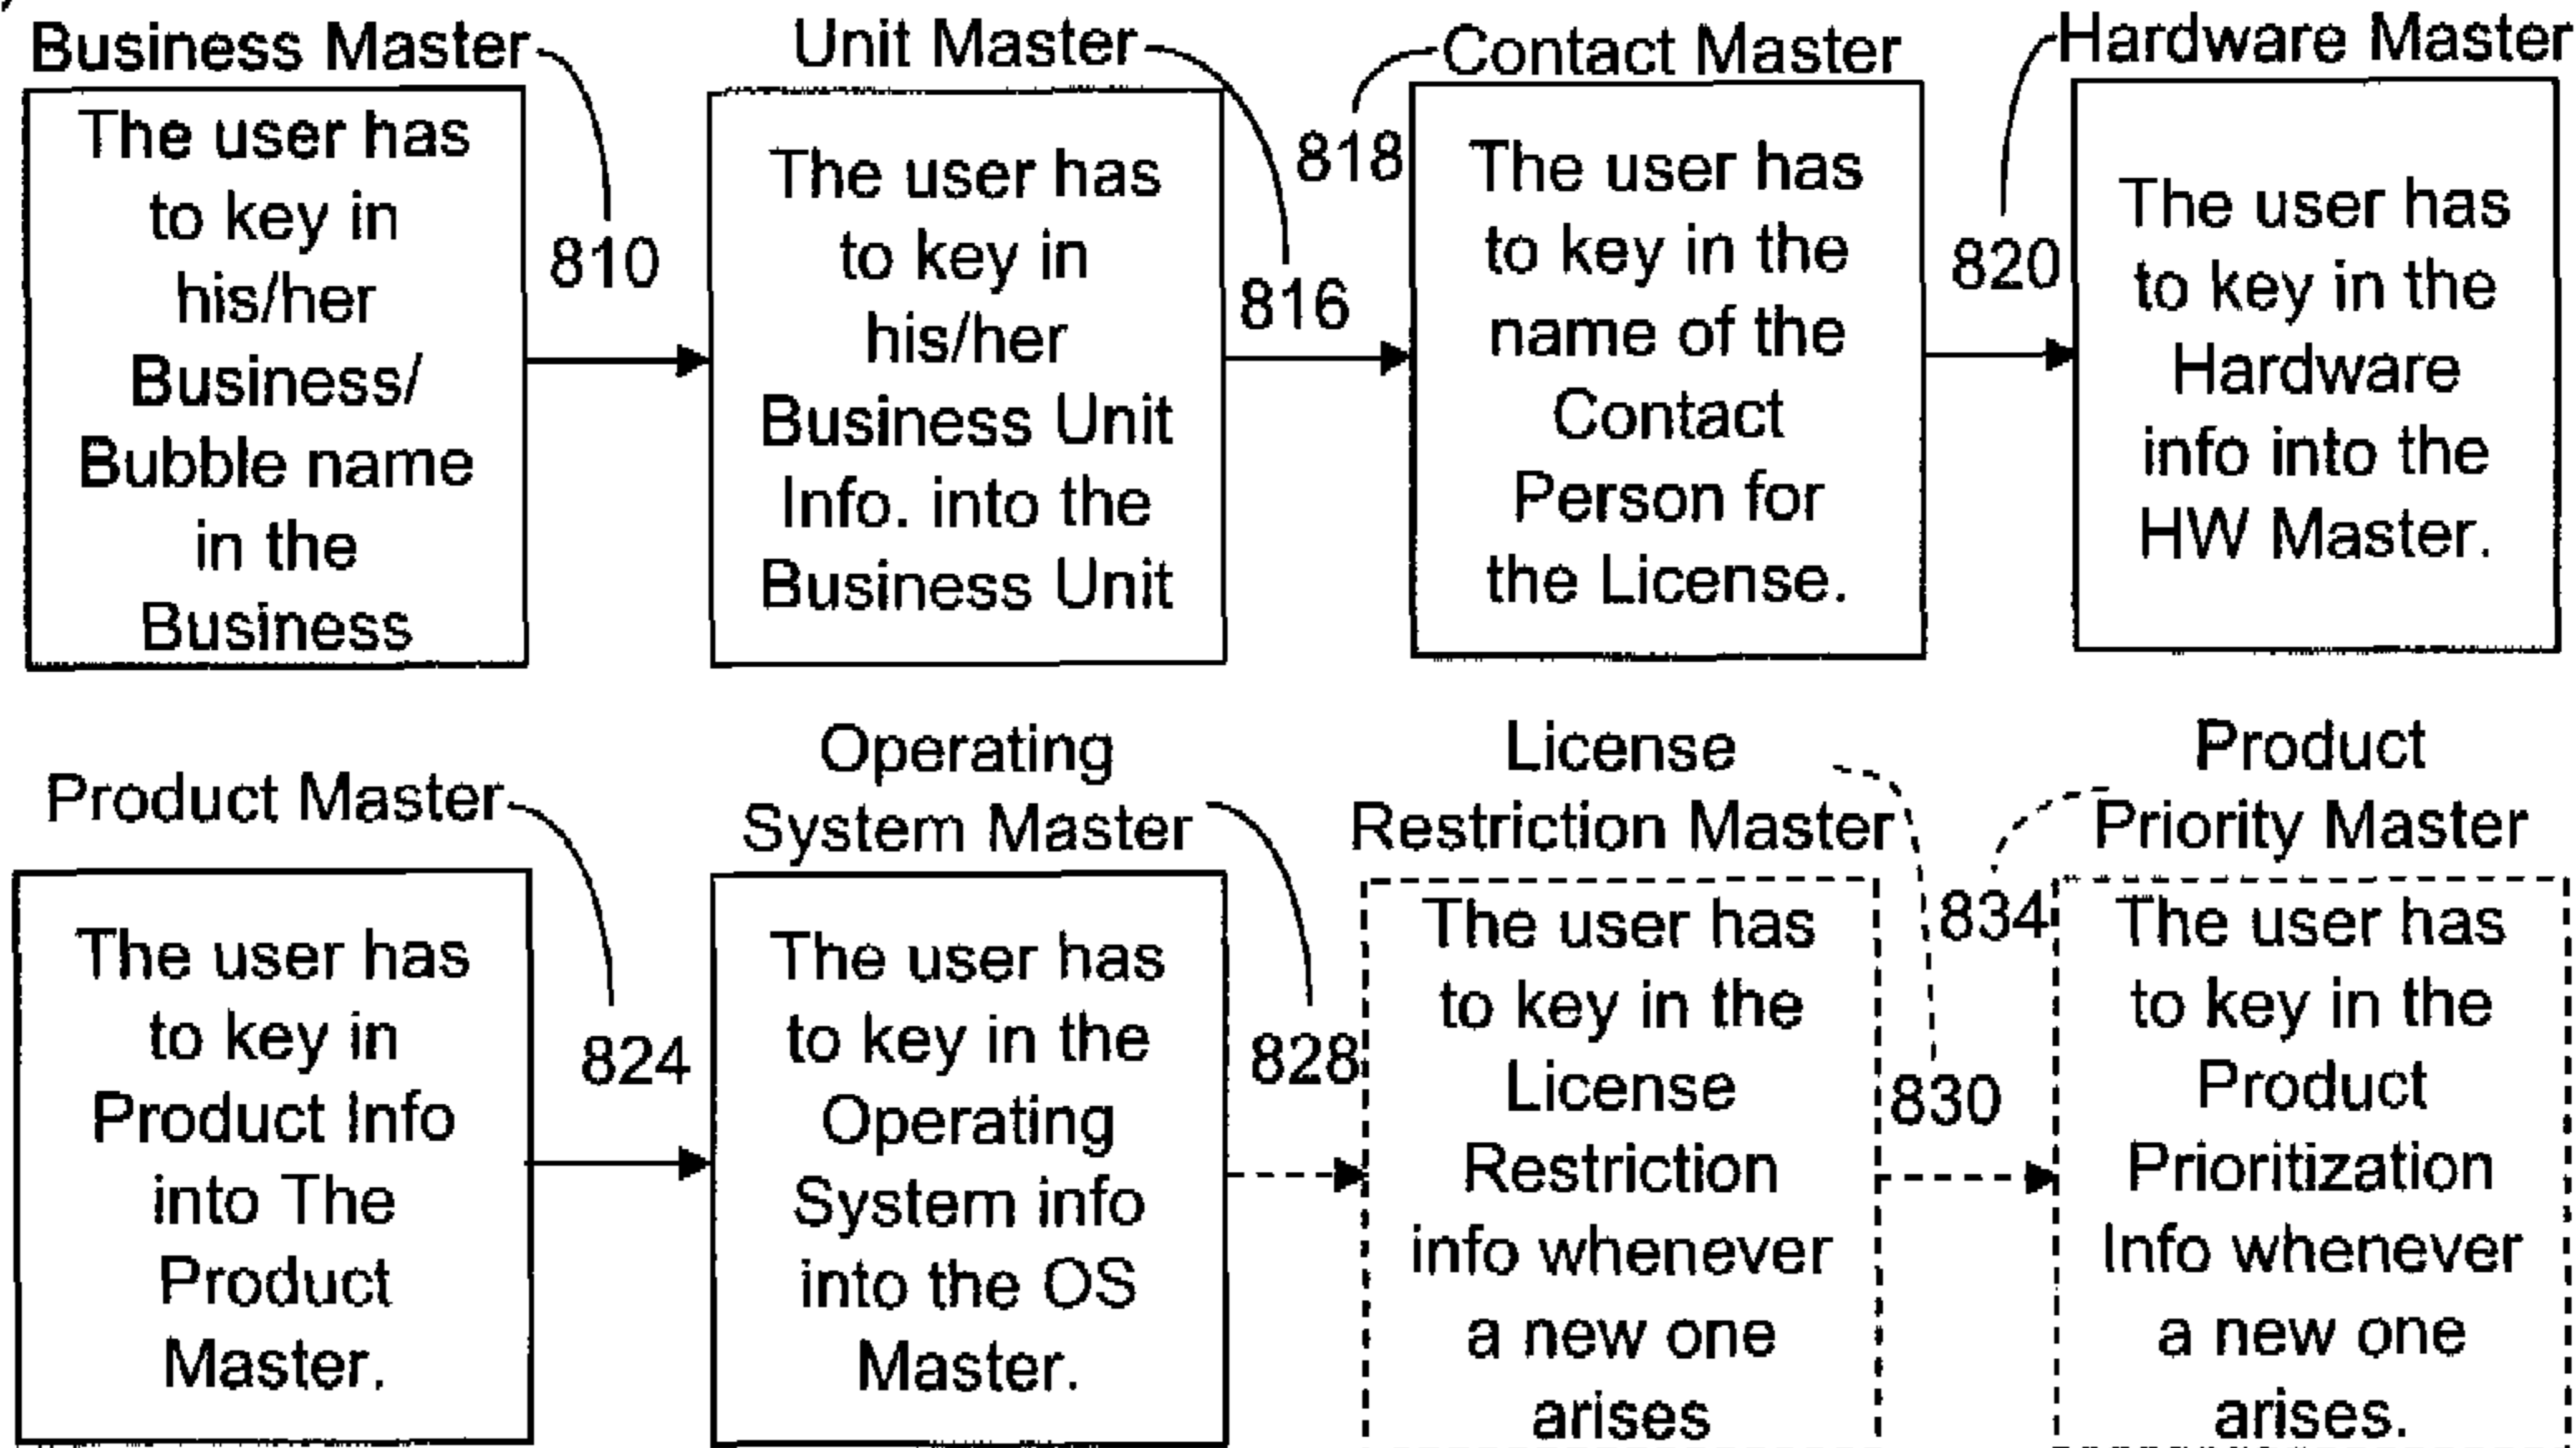 Business Master
The user has
to key in
his/her
Business/
Bubble name
in the
Business
810
Unit Master
The user has
to key in
his/her
Business Unit
Info. into the
Business Unit
816
Contact Master
818
The user has
to key in the
name of the
Contact
Person for
the License.
Hardware Master
820
The user has
to key in the
Hardware
info into the
HW Master.
Product Master
The user has
to key in
Product Info
into The
Product
Master.
824
Operating
System Master
The user has
to key in the
Operating
System info
into the OS
Master.
828
License
Restriction Master
The user has
to key in the
License
Restriction
info whenever
a new one
arises
830
Product
Priority Master
834
The user has
to key in the
Product
Prioritization
Info whenever
a new one
arises.